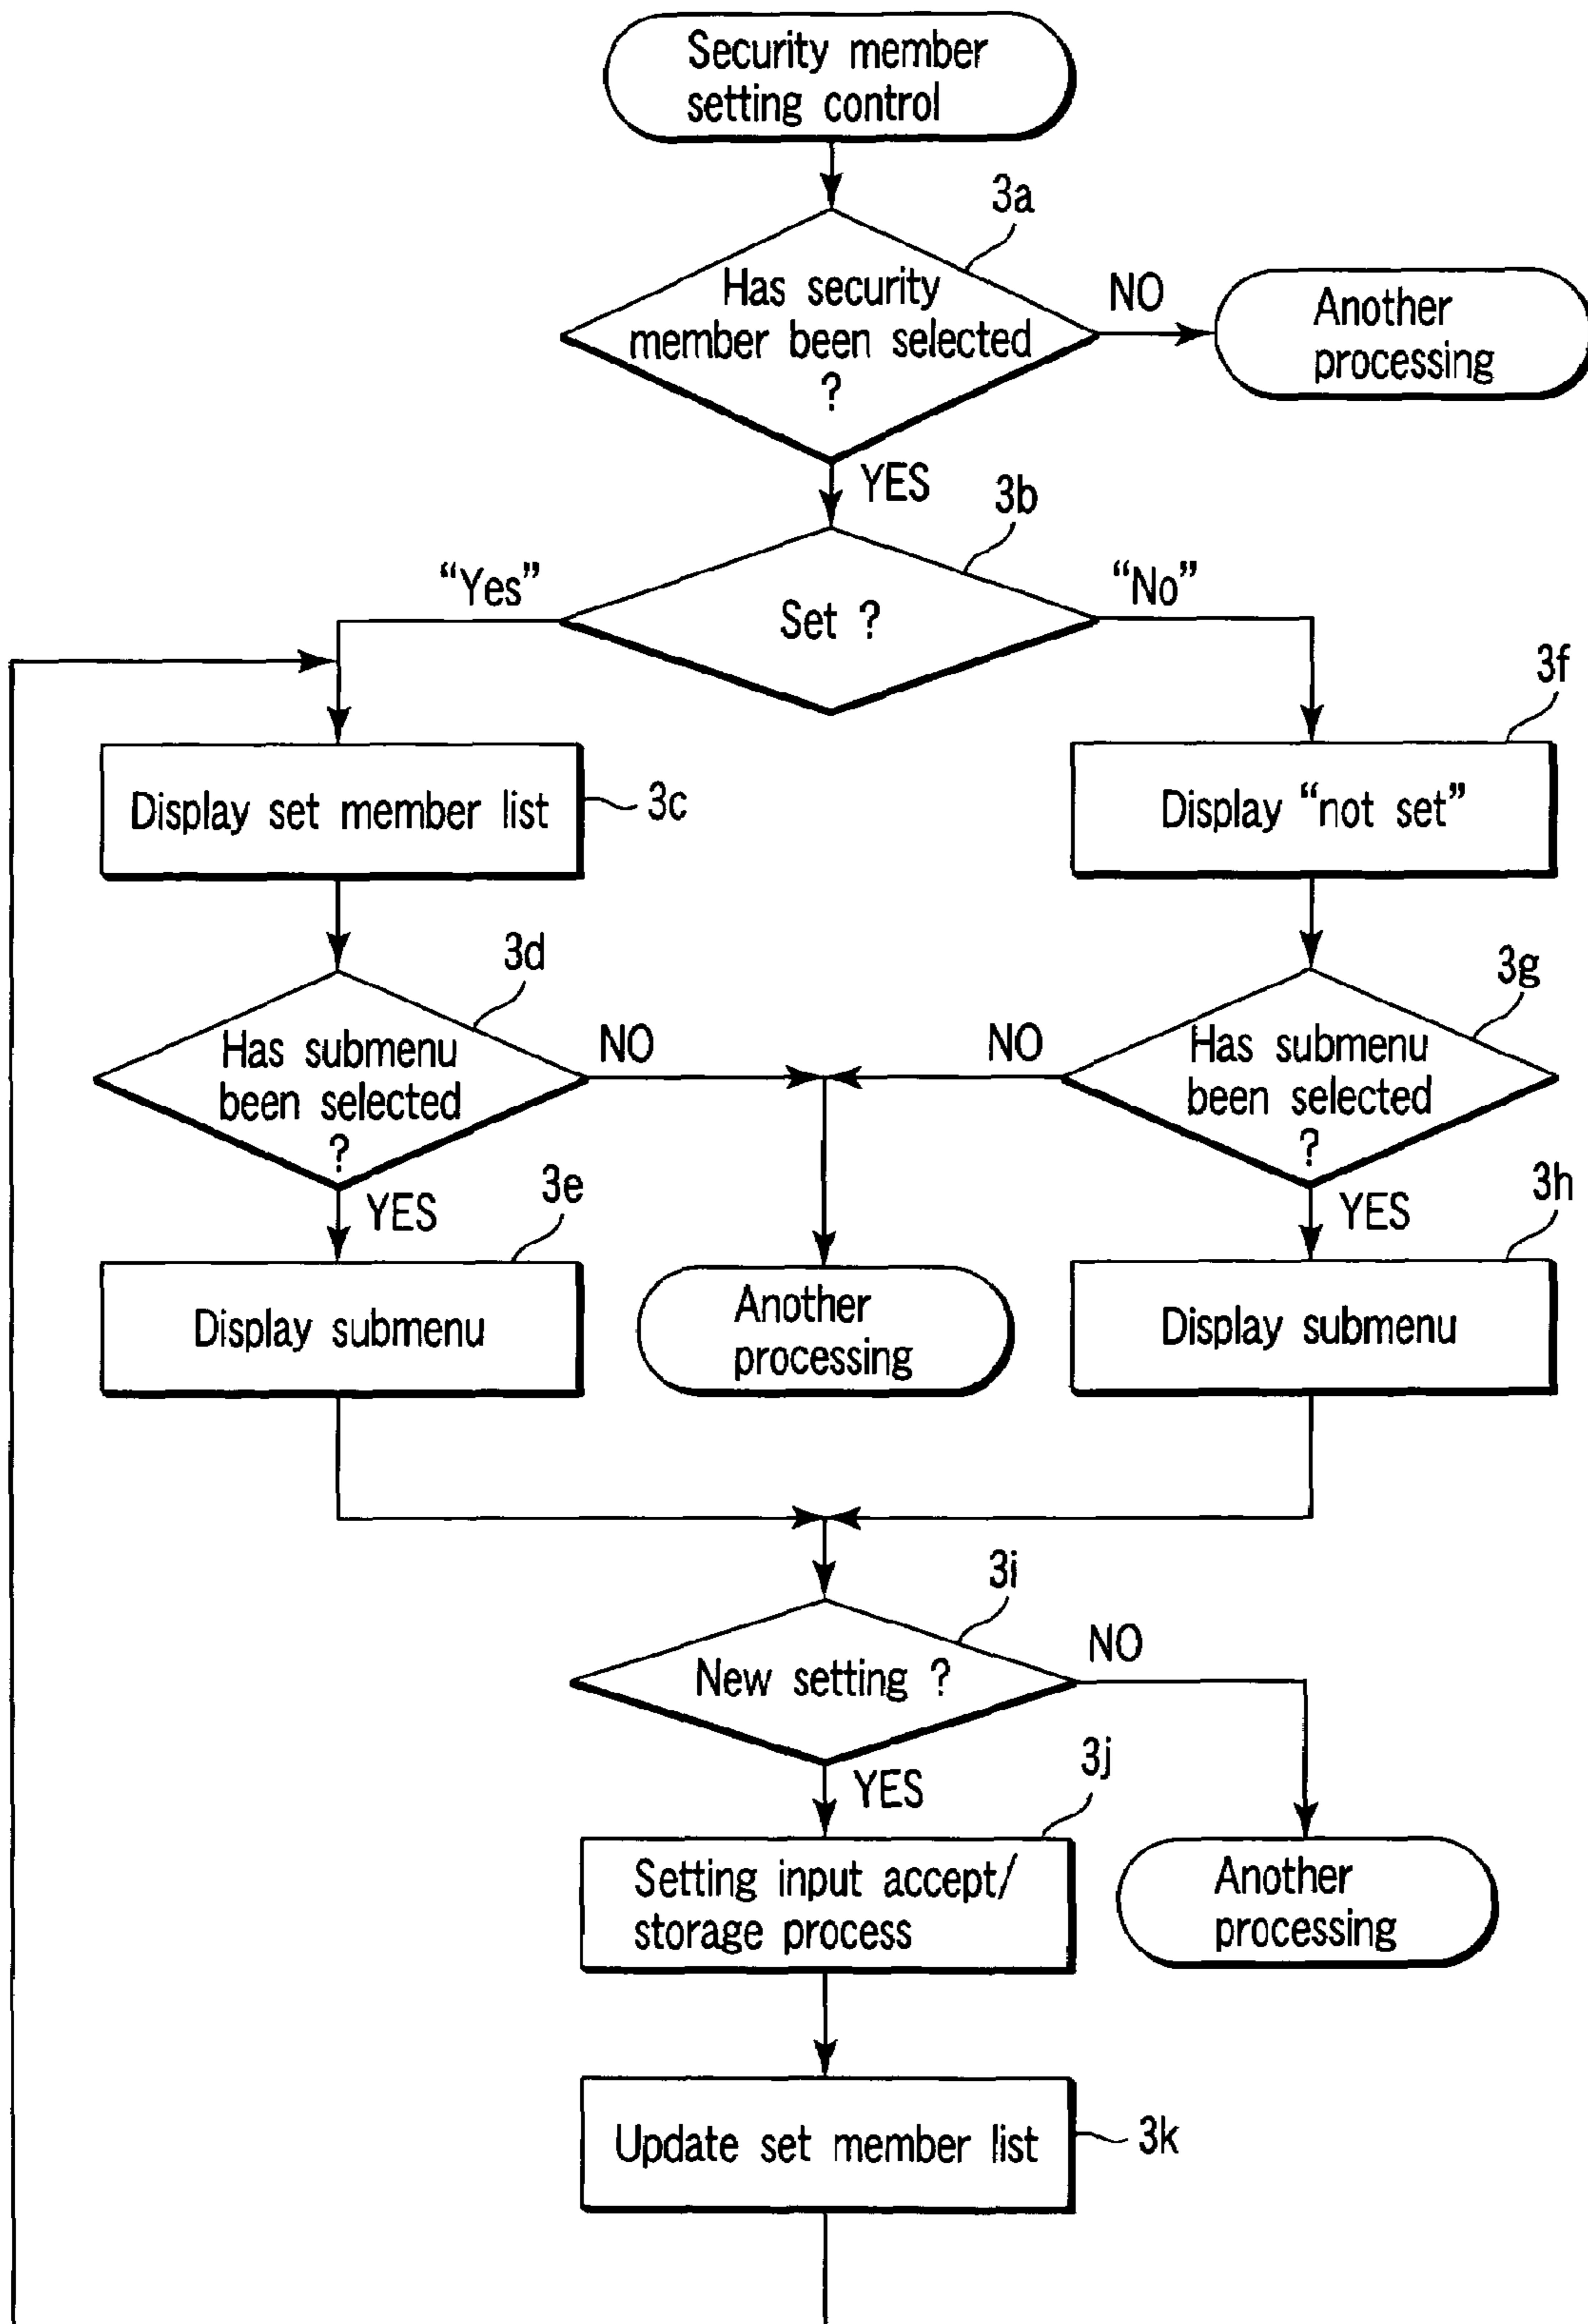 Security member
setting control
3a
Has security
member been selected
?
NO
Another
processing
YES
3b
"Yes"
Set ?
"No"
3f
Display set member list
3c
Display “not set”
3d
3g
Has submenu
been selected
?
NO
NO
Has submenu
been selected
?
YES
3e
YES
3h
Display submenu
Another
processing
Display submenu
3i
New setting ?
NO
YES
3j
Setting input accept/
storage process
Another
processing
Update set member list
3k